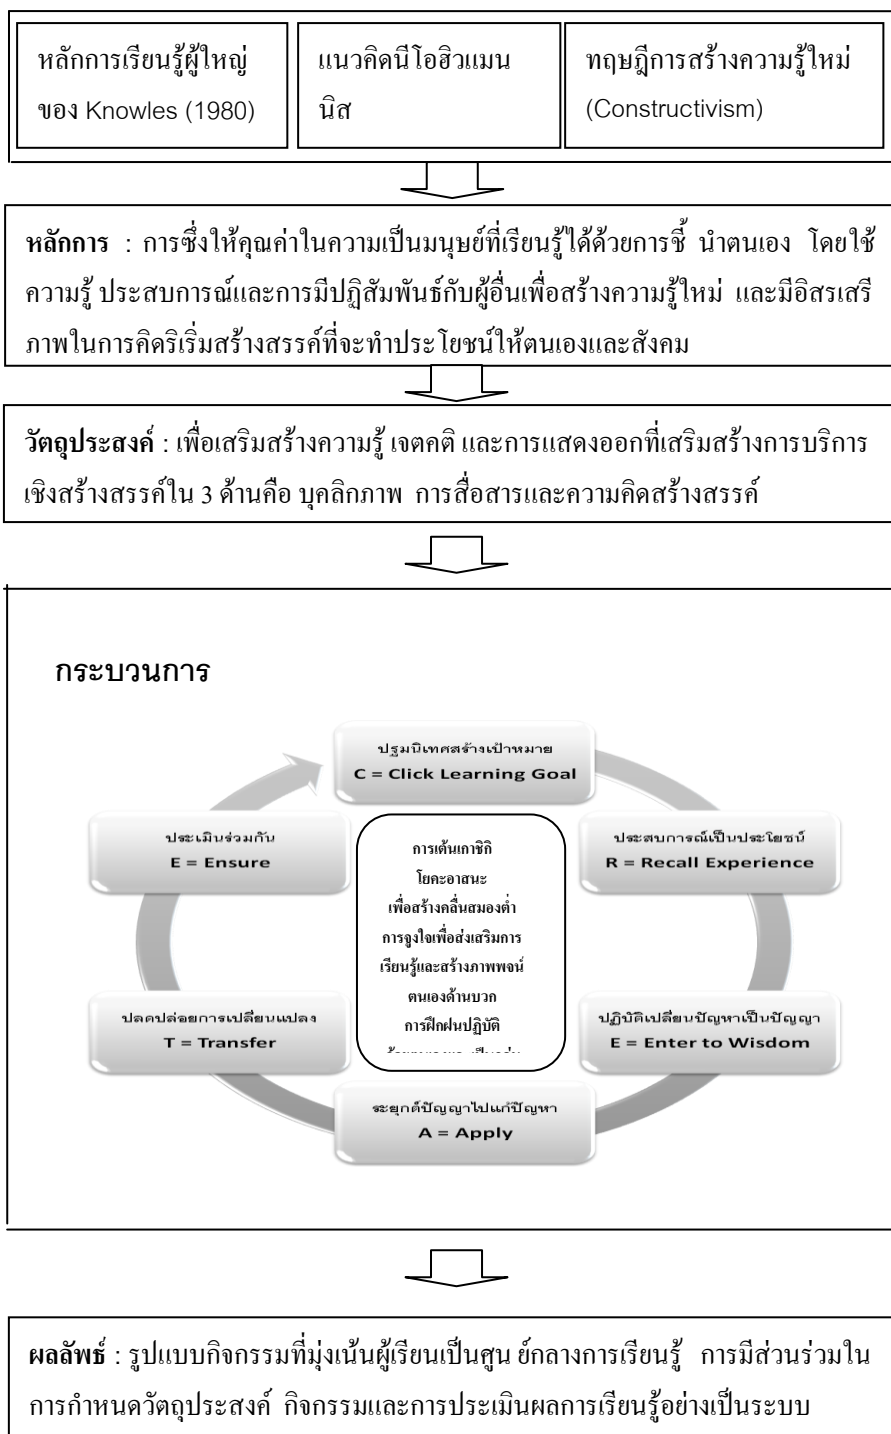 หลักการเรียนรู้ผู้ใหญ่
ของ Knowles (1980)
แนวคิดนีโอฮิวแมน
นิส
ทฤษฎีการสร้างความรู้ใหม่
(Constructivism)
หลักการ : การซึ่งให้คุณค่าในความเป็นมนุษย์ที่เรียนรู้ได้ด้วยการชี้ นำตนเอง โดยใช้
ความรู้ ประสบการณ์และการมีปฏิสัมพันธ์กับผู้อื่นเพื่อสร้างความรู้ใหม่ และมีอิสรเสรี
ภาพในการคิดริเริ่มสร้างสรรค์ที่จะทำประโยชน์ให้ตนเองและสังคม
วัตถุประสงค์ : เพื่อเสริมสร้างความรู้ เจตคติ และการแสดงออกที่เสริมสร้างการบริการ
เชิงสร้างสรรค์ใน 3 ด้านคือ บุคลิกภาพ การสื่อสารและความคิดสร้างสรรค์
กระบวนการ
ปฐมนิเทศสร้างเป้าหมาย
C = Click Learning Goal
ประสบการณ์เป็นประโยชน์
R = Recall Experience
ปฏิบัติเปลี่ยนปัญหาเป็นปัญญา
E = Enter to Wisdom
ระยุกต์ปัญญาไปแก้ปัญหา
A = Apply
ปลดปล่อยการเปลี่ยนแปลง
T = Transfer
ประเมินร่วมกัน
E = Ensure
การเต้นเกาชิกิ
โยคะอาสนะ
เพื่อสร้างคลื่นสมองต่ำ
การจูงใจเพื่อส่งเสริมการ
เรียนรู้และสร้างภาพพจน์
ตนเองด้านบวก
การฝึกฝนปฏิบัติ
ผลลัพธ์ : รูปแบบกิจกรรมที่มุ่งเน้นผู้เรียนเป็นศูน ย์กลางการเรียนรู้ การมีส่วนร่วมใน
การกำหนดวัตถุประสงค์ กิจกรรมและการประเมินผลการเรียนรู้อย่างเป็นระบบ